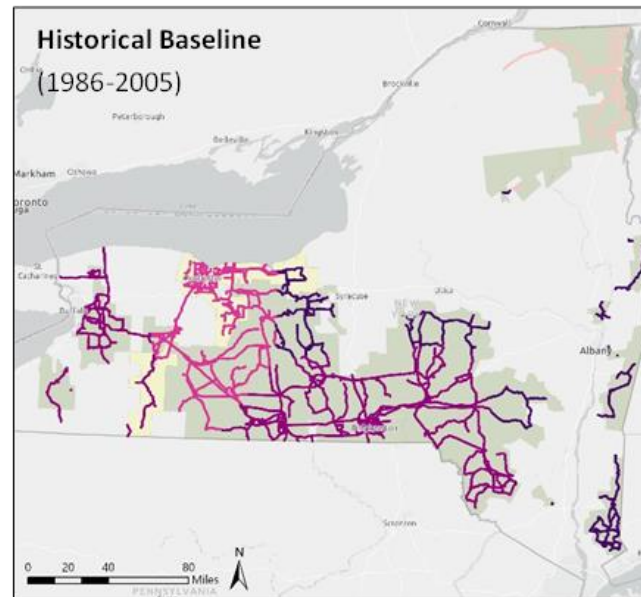 Historical Baseline
(1986-2005)
Cornwall
Brockville
Peterborough
Belleville
Kingston
Markham
Oshawa
Toronto
St.
Catharines
Syracuse
Utica
NEW
Albany
Scranton
0 20 40 80
Miles
N
PENNSYLVANIA